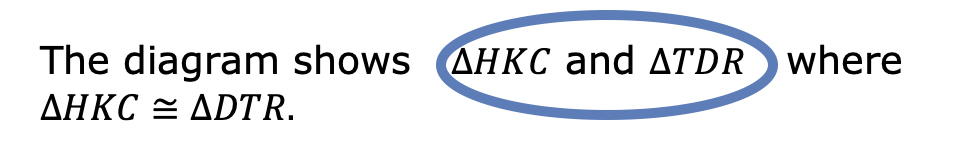 The diagram shows ΔHKC and ΔTDR where
ΔHKC ≅ ΔDTR.